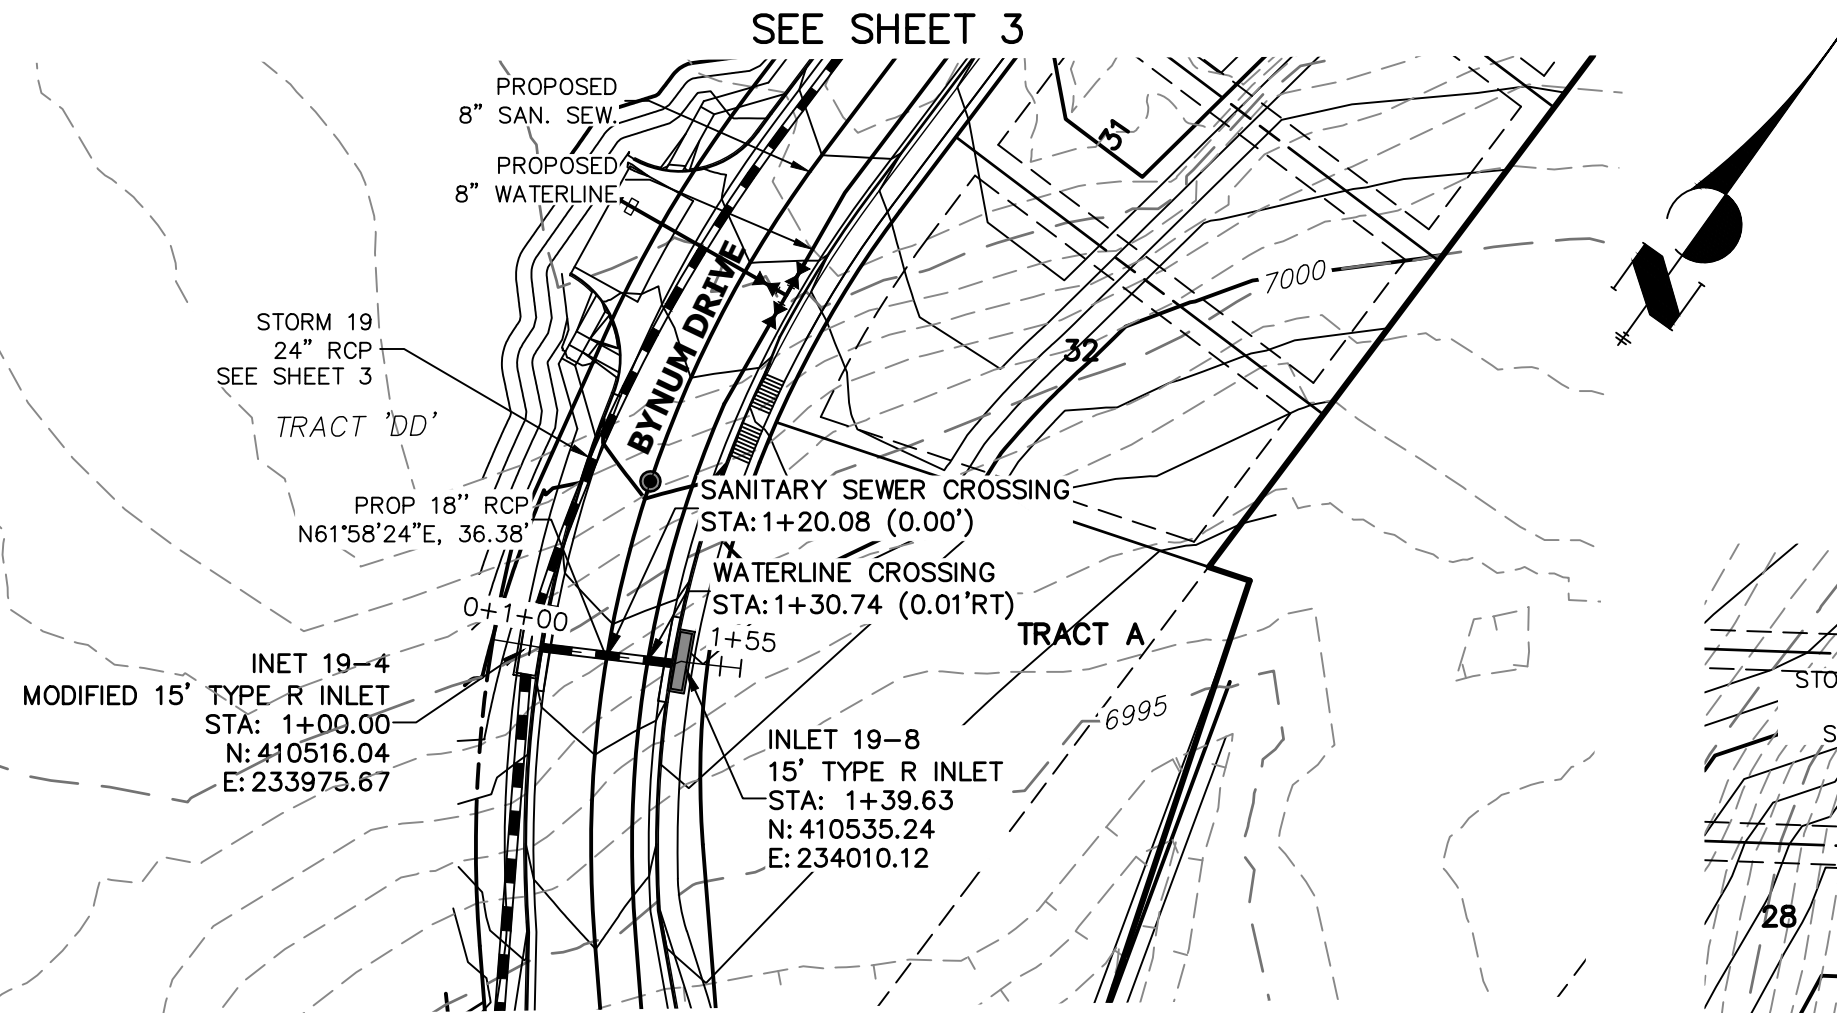 SEE SHEET 3
PROPOSED
8" SAN. SEW.
PROPOSED
8" WATERLINE
31
BYNUM DRIVE
7000
32
STORM 19
24" RCP
SEE SHEET 3
TRACT 'DD'
PROP 18'' RCP
N61°58'24"E, 36.38'
SANITARY SEWER CROSSING
STA:1+20.08 (0.00')
WATERLINE CROSSING
STA:1+30.74 (0.01'RT)
0+1+00
1+55
TRACT A
INET 19-4
MODIFIED 15' TYPE R INLET
STA: 1+00.00
N:410516.04
E:233975.67
6995
INLET 19-8
15' TYPE R INLET
STA: 1+39.63
N:410535.24
E:234010.12
STO
S
28
N